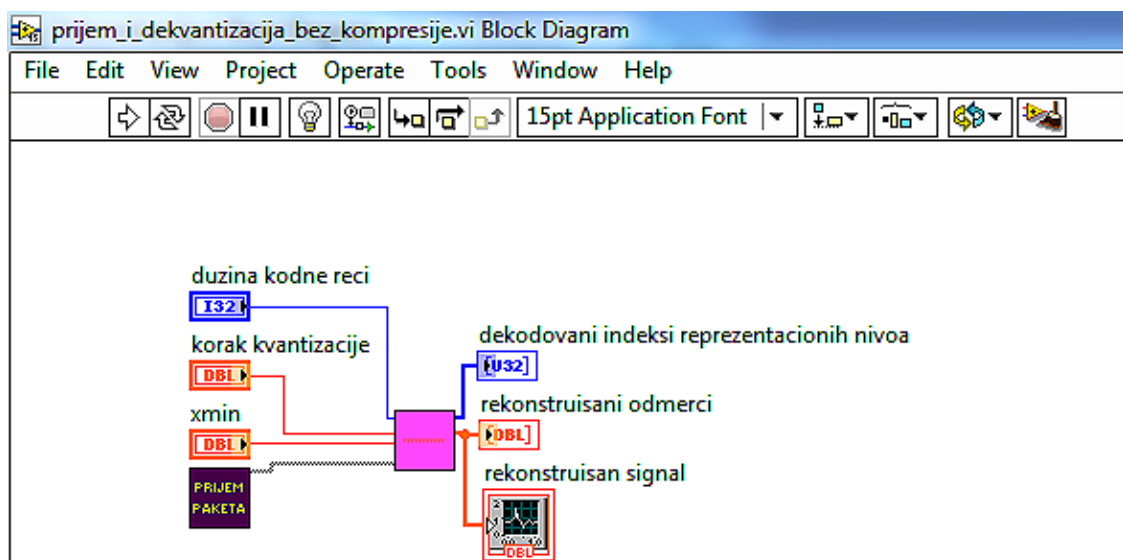 prijem_i_dekvantizacija_bez_kompresije.vi Block Diagram
File Edit View Project Operate Tools Window Help
15pt Application Font
duzina kodne reci
I32
korak kvantizacije
DBL
xmin
DBL
PRIJEM
PAKETA
dekodovani indeksi reprezentacionih nivoa
[U32]
rekonstruisani odmerci
[DBL]
rekonstruisan signal
DBL